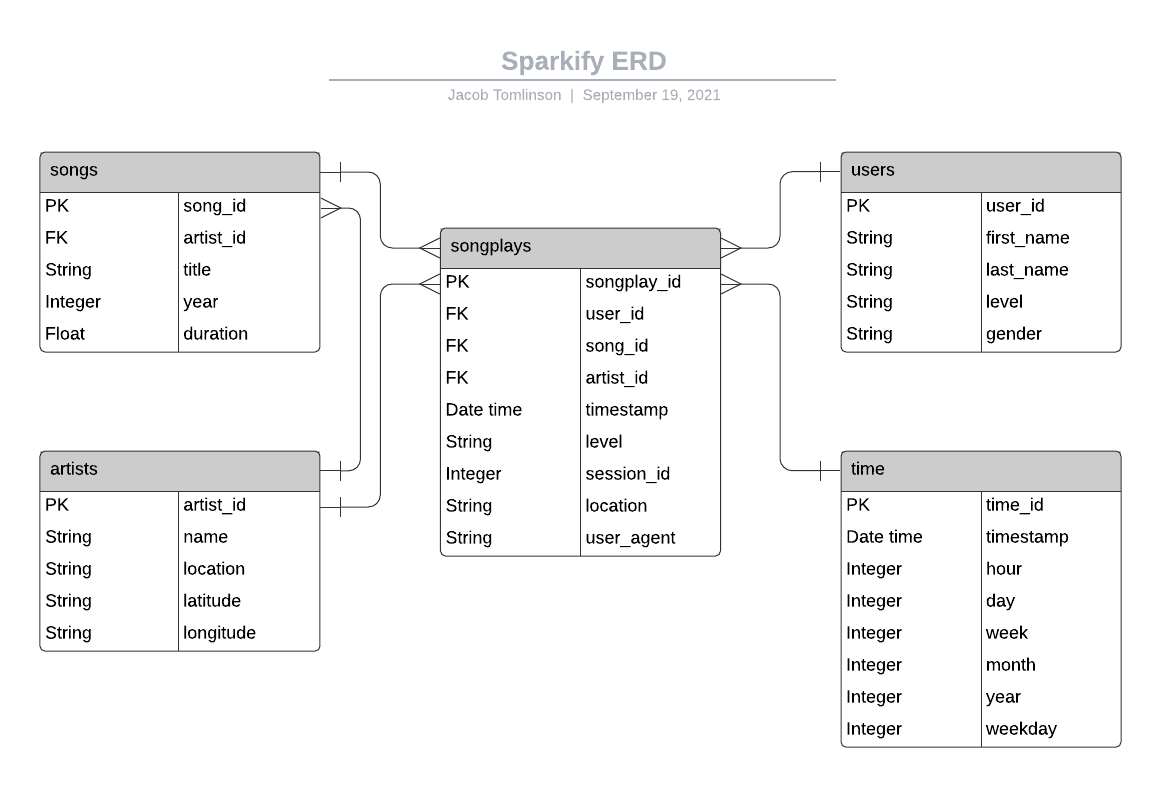 Sparkify ERD
Jacob Tomlinson | September 19, 2021
songs
PK song_id
FK artist_id
String title
Integer year
Float duration
artists
PK artist_id
String name
String location
String latitude
String longitude
songplays
PK songplay_id
FK user_id
FK song_id
FK artist_id
Date time timestamp
String level
Integer session_id
String location
String user_agent
users
PK user_id
String first_name
String last_name
String level
String gender
time
PK time_id
Date time timestamp
Integer hour
Integer day
Integer week
Integer month
Integer year
Integer weekday